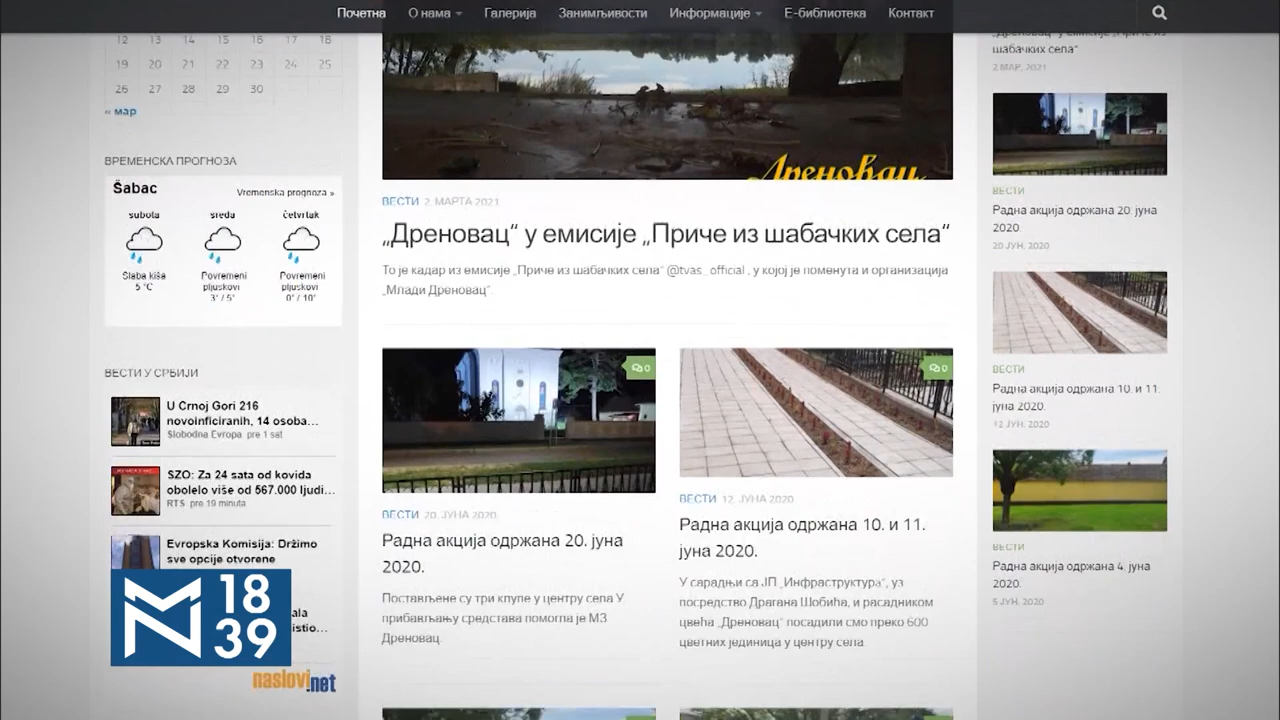 Почетна О нама Галерија Занимљивости Информације Е-библиотека Контакт
12 13 14 15 16 17 18
19 20 21 22 23 24 25
26 27 28 29 30
« мар
ВРЕМЕНСКА ПРОГНОЗА
Šabac
Vremenska prognoza »
subota sreda četvrtak
Slaba kiša Povremeni Povremeni
5 °C pljuskovi pljuskovi
3° / 5° 0° / 10°
ВЕСТИ У СРБИЈИ
U Crnoj Gori 216
novoinficiranih, 14 osoba...
Slobodna Evropa pre 1 sat
SZO: Za 24 sata od kovida
obolelo više od 567.000 ljudi...
RTS pre 19 minuta
Evropska Komisija: Držimo
sve opcije otvorene
18
39
naslovi.net
Дреновац
ВЕСТИ 2. МАРТА 2021
„Дреновац“ у емисије „Приче из шабачких села“
То је кадар из емисије „Приче из шабачких села“ @tvas_official , у којој је поменута и организација
„Млади Дреновац“.
0
ВЕСТИ 20. ЈУНА 2020
Радна акција одржана 20. јуна
2020.
Постављене су три клупе у центру села У
прибављању средстава помогла је МЗ
Дреновац.
0
ВЕСТИ 12. ЈУНА 2020
Радна акција одржана 10. и 11.
јуна 2020.
У сарадњи са ЈП „Инфраструктура“, уз
посредство Драгана Шобића, и расадником
цвећа „Дреновац“ посадили смо преко 600
цветних јединица у центру села
„Дреновац“ у емисије „Приче из
шабачких села“
2 МАР, 2021
ВЕСТИ
Радна акција одржана 20. јуна
2020.
20 ЈУН, 2020
ВЕСТИ
Радна акција одржана 10. и 11.
јуна 2020.
12 ЈУН, 2020
ВЕСТИ
Радна акција одржана 4. јуна
2020.
5 ЈУН, 2020